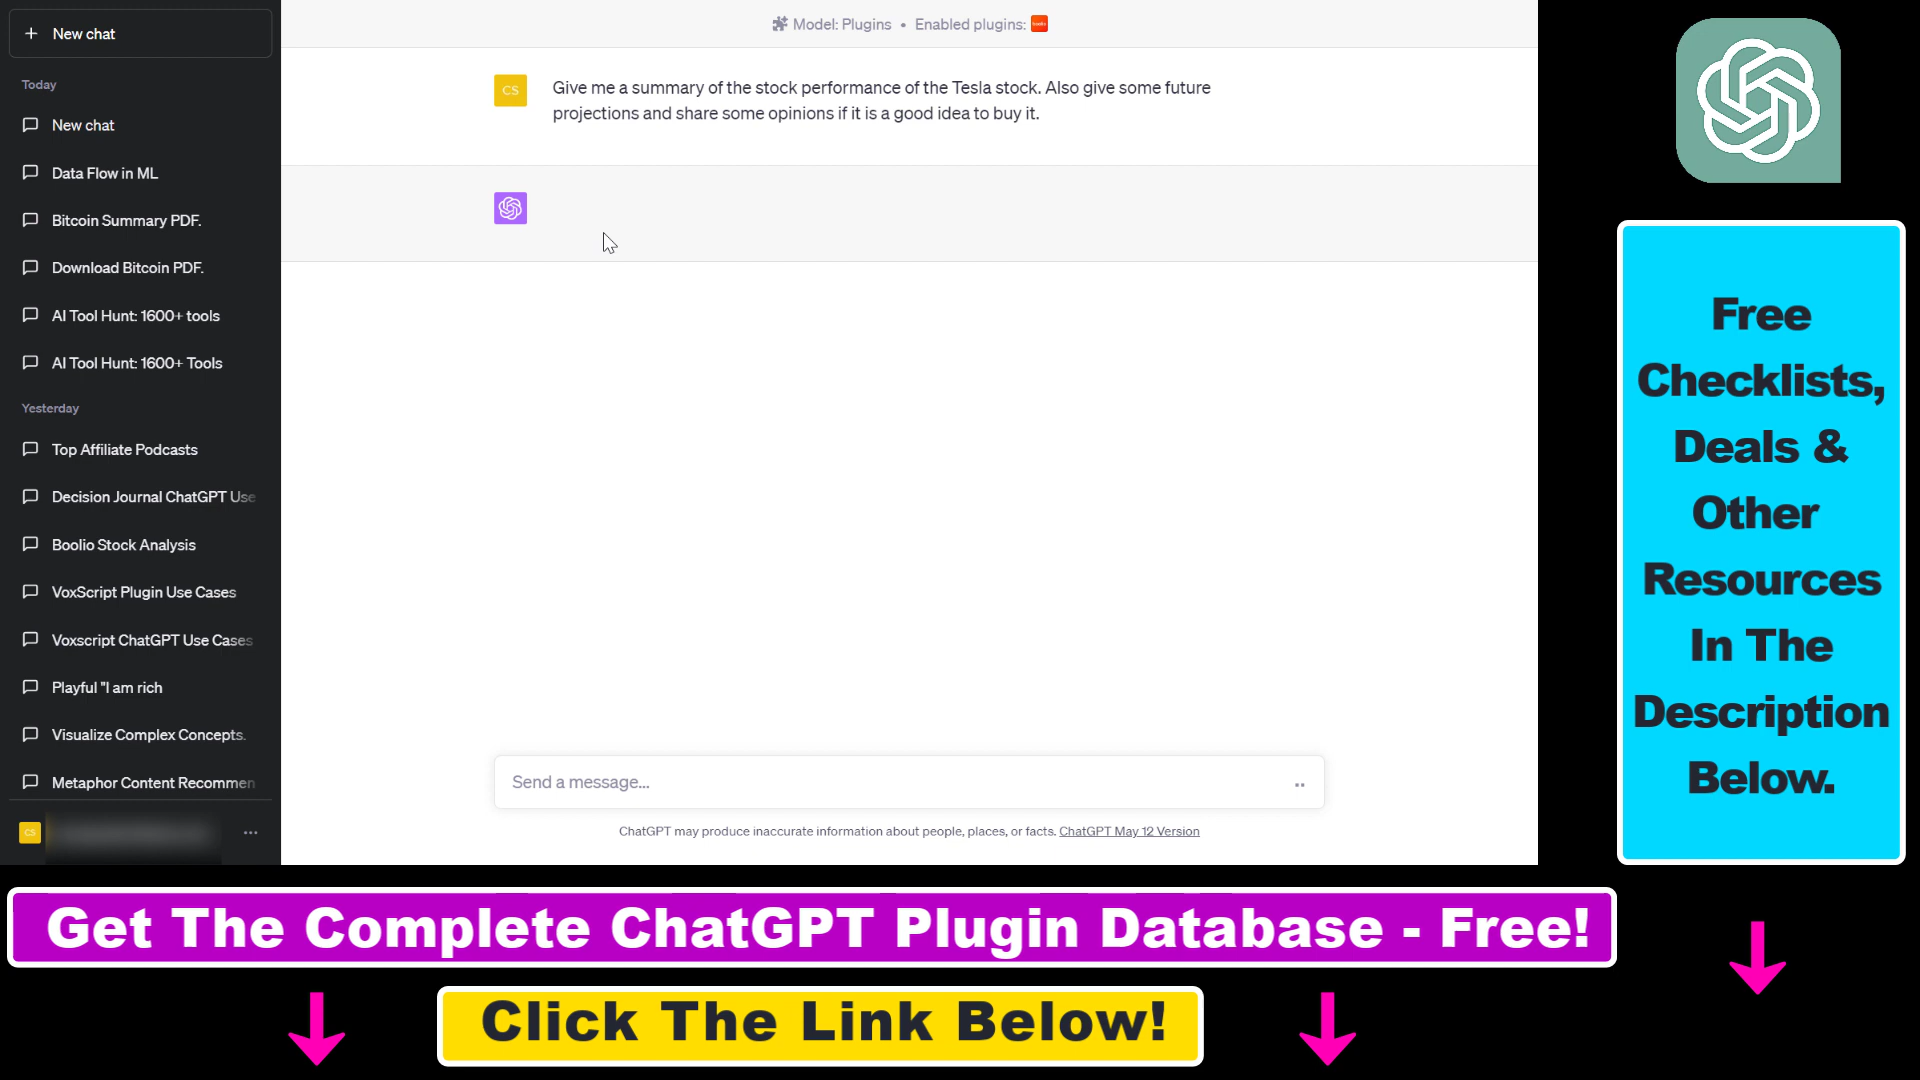 New chat
Today
New chat
Data Flow in ML
Bitcoin Summary PDF.
Download Bitcoin PDF.
AI Tool Hunt: 1600+ tools
AI Tool Hunt: 1600+ Tools
Yesterday
Top Affiliate Podcasts
Decision Journal ChatGPT Use
Boolio Stock Analysis
VoxScript Plugin Use Cases
Voxscript ChatGPT Use Cases
Playful "I am rich
Visualize Complex Concepts.
Metaphor Content Recommen
CS
Model: Plugins • Enabled plugins:
CS
Give me a summary of the stock performance of the Tesla stock. Also give some future
projections and share some opinions if it is a good idea to buy it.
Send a message...
ChatGPT may produce inaccurate information about people, places, or facts. ChatGPT May 12 Version
Free
Checklists,
Deals &
Other
Resources
In The
Description
Below.
Get The Complete ChatGPT Plugin Database - Free!
Click The Link Below!